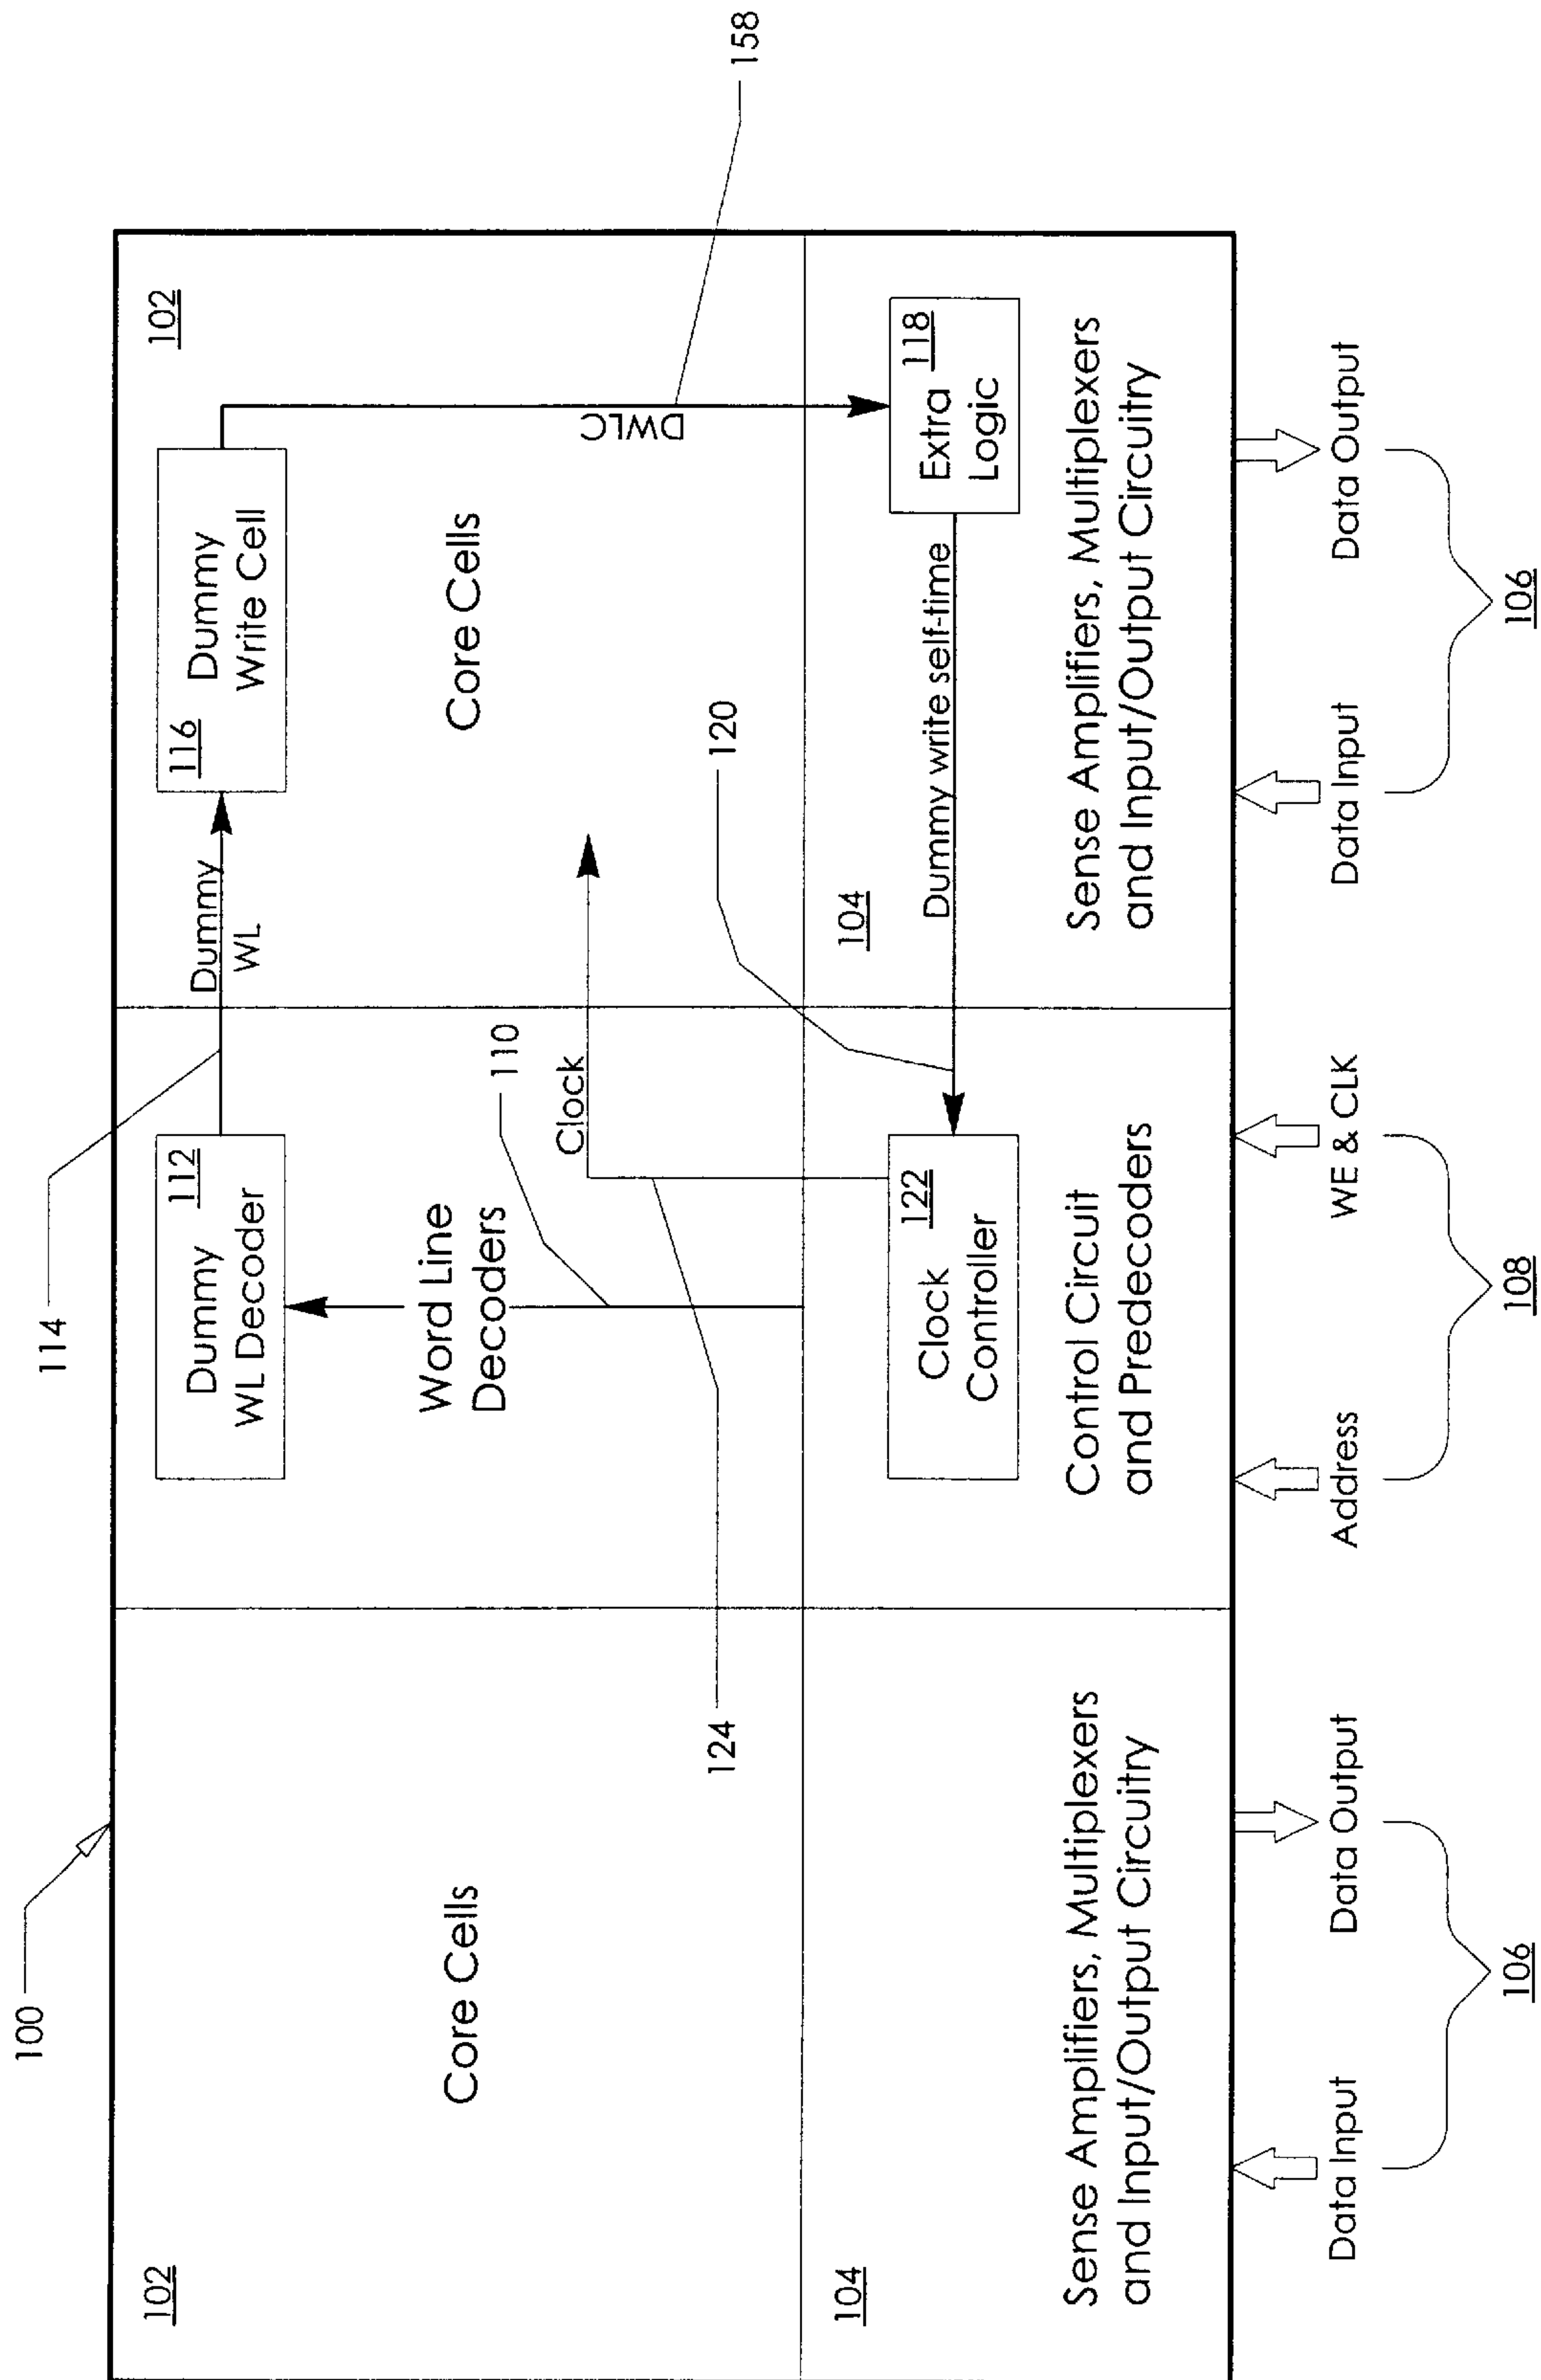 100
114
158
102
102
112
Dummy
WL Decoder
Dummy
WL
116
Dummy
Write Cell
Core Cells
Word Line
Decoders
110
Clock
Core Cells
DWLC
124
120
104
122
Clock
Controller
104
Dummy write self-time
118
Extra
Logic
Sense Amplifiers, Multiplexers
and Input/Output Circuitry
Control Circuit
and Predecoders
Sense Amplifiers, Multiplexers
and Input/Output Circuitry
Data Input
Data Output
Address
WE & CLK
Data Input
Data Output
106
108
106